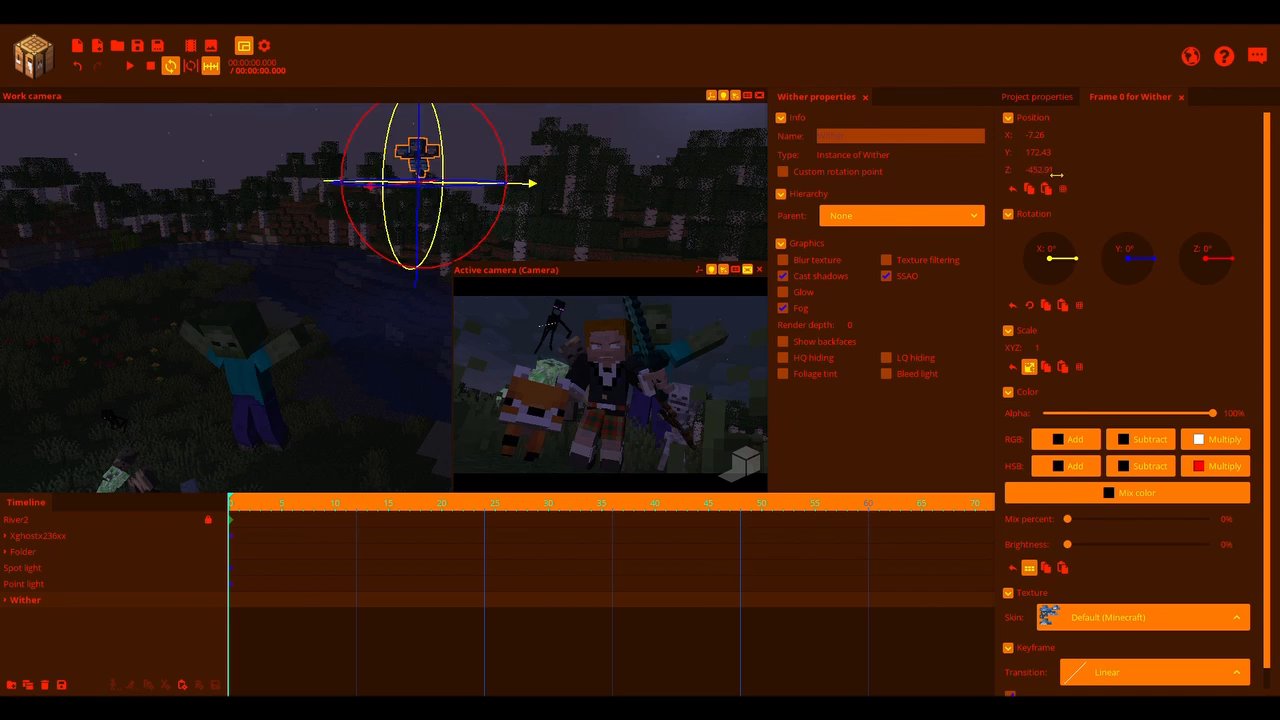 00:00:00.000
/ 00:00:00.000
Work camera
Active camera (Camera)
Wither properties
Info
Name:
Type: Instance of Wither
Custom rotation point
Hierarchy
Parent: None
Graphics
Blur texture Texture filtering
Cast shadows SSAO
Glow
Fog
Render depth: 0
Show backfaces
HQ hiding LQ hiding
Foliage tint Bleed light
Project properties Frame 0 for Wither
Position
X: -7.26
Y: 172.43
Z: -452.91
Rotation
X: 0° Y: 0° Z: 0°
Scale
XYZ: 1
Color
Alpha: 100%
RGB: Add Subtract Multiply
HSB: Add Subtract Multiply
Mix color
Mix percent: 0%
Brightness: 0%
Texture
Skin: Default (Minecraft)
Keyframe
Transition: Linear
Timeline
0 5 10 15 20 25 30 35 40 45 50 55 60 65 70
River2
Xghostx236xx
Folder
Spot light
Point light
Wither